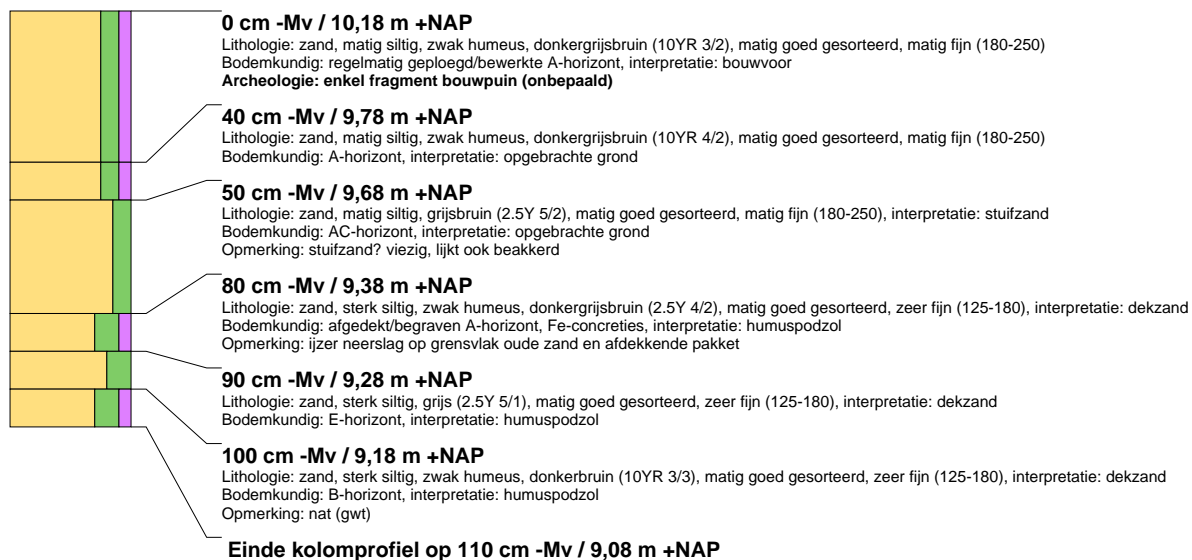 0 cm -Mv / 10,18 m +NAP
Lithologie: zand, matig siltig, zwak humeus, donkergrijsbruin (10YR 3/2), matig goed gesorteerd, matig fijn (180-250)
Bodemkundig: regelmatig geploegd/bewerkte A-horizont, interpretatie: bouwvoor
Archeologie: enkel fragment bouwpuin (onbepaald)
40 cm -Mv / 9,78 m +NAP
Lithologie: zand, matig siltig, zwak humeus, donkergrijsbruin (10YR 4/2), matig goed gesorteerd, matig fijn (180-250)
Bodemkundig: A-horizont, interpretatie: opgebrachte grond
50 cm -Mv / 9,68 m +NAP
Lithologie: zand, matig siltig, grijsbruin (2.5Y 5/2), matig goed gesorteerd, matig fijn (180-250), interpretatie: stuifzand
Bodemkundig: AC-horizont, interpretatie: opgebrachte grond
Opmerking: stuifzand? viezig, lijkt ook beakkerd
80 cm -Mv / 9,38 m +NAP
Lithologie: zand, sterk siltig, zwak humeus, donkergrijsbruin (2.5Y 4/2), matig goed gesorteerd, zeer fijn (125-180), interpretatie: dekzand
Bodemkundig: afgedekt/begraven A-horizont, Fe-concreties, interpretatie: humuspodzol
Opmerking: ijzer neerslag op grensvlak oude zand en afdekkende pakket
90 cm -Mv / 9,28 m +NAP
Lithologie: zand, sterk siltig, grijs (2.5Y 5/1), matig goed gesorteerd, zeer fijn (125-180), interpretatie: dekzand
Bodemkundig: E-horizont, interpretatie: humuspodzol
100 cm -Mv / 9,18 m +NAP
Lithologie: zand, sterk siltig, zwak humeus, donkerbruin (10YR 3/3), matig goed gesorteerd, zeer fijn (125-180), interpretatie: dekzand
Bodemkundig: B-horizont, interpretatie: humuspodzol
Opmerking: nat (gwt)
Einde kolomprofiel op 110 cm -Mv / 9,08 m +NAP